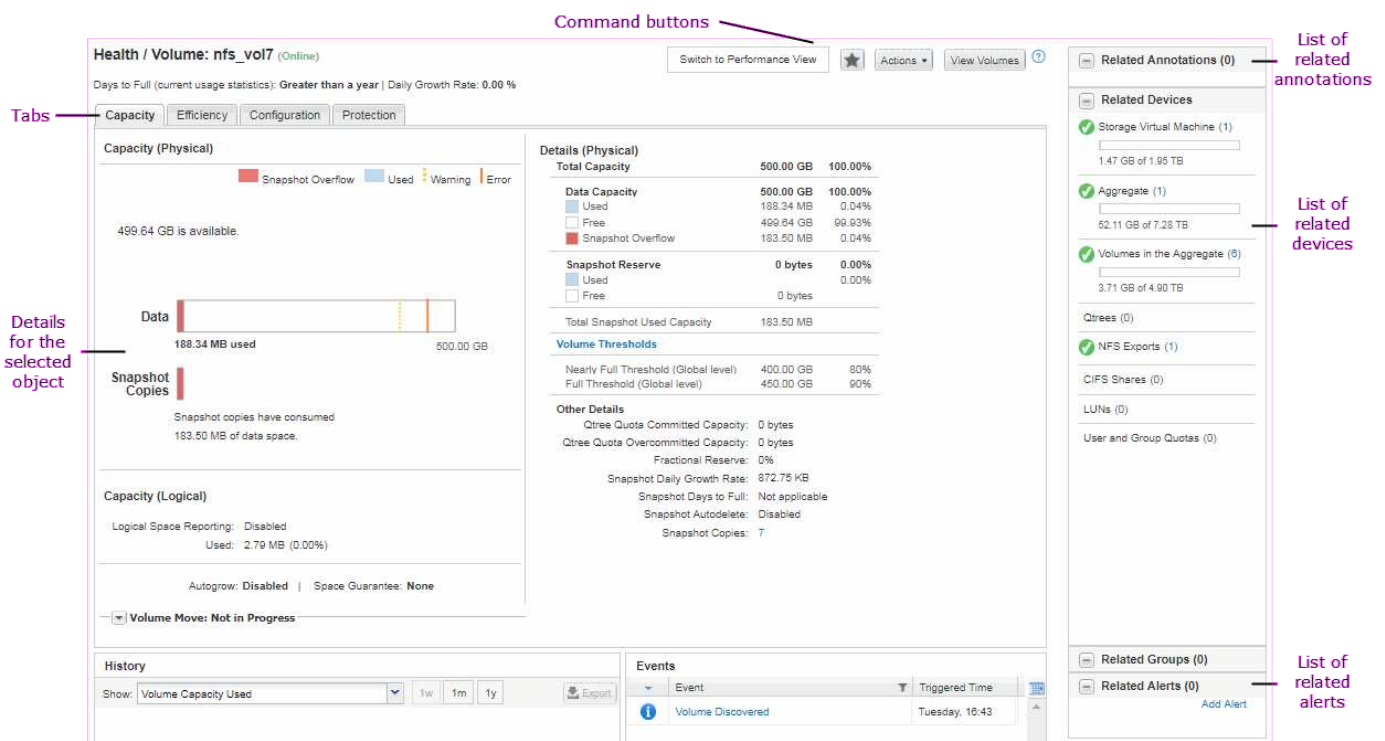 Command buttons
Health / Volume: nfs_vol7 (Online)
Switch to Performance View
Actions
View Volumes
?
Days to Full (current usage statistics): Greater than a year | Daily Growth Rate: 0.00 %
Tabs
Capacity Efficiency Configuration Protection
Capacity (Physical)
Snapshot Overflow Used Warning Error
499.64 GB is available.
Details for the selected object
Data
188.34 MB used 500.00 GB
Snapshot Copies
Snapshot copies have consumed
183.50 MB of data space.
Capacity (Logical)
Logical Space Reporting: Disabled
Used: 2.79 MB (0.00%)
Autogrow: Disabled | Space Guarantee: None
Volume Move: Not in Progress
Details (Physical)
Total Capacity 500.00 GB 100.00%
Data Capacity 500.00 GB 100.00%
Used 188.34 MB 0.04%
Free 499.64 GB 99.93%
Snapshot Overflow 183.50 MB 0.04%
Snapshot Reserve 0 bytes 0.00%
Used 0.00%
Free 0 bytes
Total Snapshot Used Capacity 183.50 MB
Volume Thresholds
Nearly Full Threshold (Global level) 400.00 GB 80%
Full Threshold (Global level) 450.00 GB 90%
Other Details
Qtree Quota Committed Capacity: 0 bytes
Qtree Quota Overcommitted Capacity: 0 bytes
Fractional Reserve: 0%
Snapshot Daily Growth Rate: 872.75 KB
Snapshot Days to Full: Not applicable
Snapshot Autodelete: Disabled
Snapshot Copies: 7
History
Show: Volume Capacity Used 1w 1m 1y Export
Events
Event Triggered Time
Volume Discovered Tuesday, 16:43
Related Annotations (0)
List of related annotations
Related Devices
Storage Virtual Machine (1)
1.47 GB of 1.95 TB
Aggregate (1)
52.11 GB of 7.28 TB
List of related devices
Volumes in the Aggregate (6)
3.71 GB of 4.90 TB
Qtrees (0)
NFS Exports (1)
CIFS Shares (0)
LUNs (0)
User and Group Quotas (0)
Related Groups (0)
Related Alerts (0)
Add Alert
List of related alerts